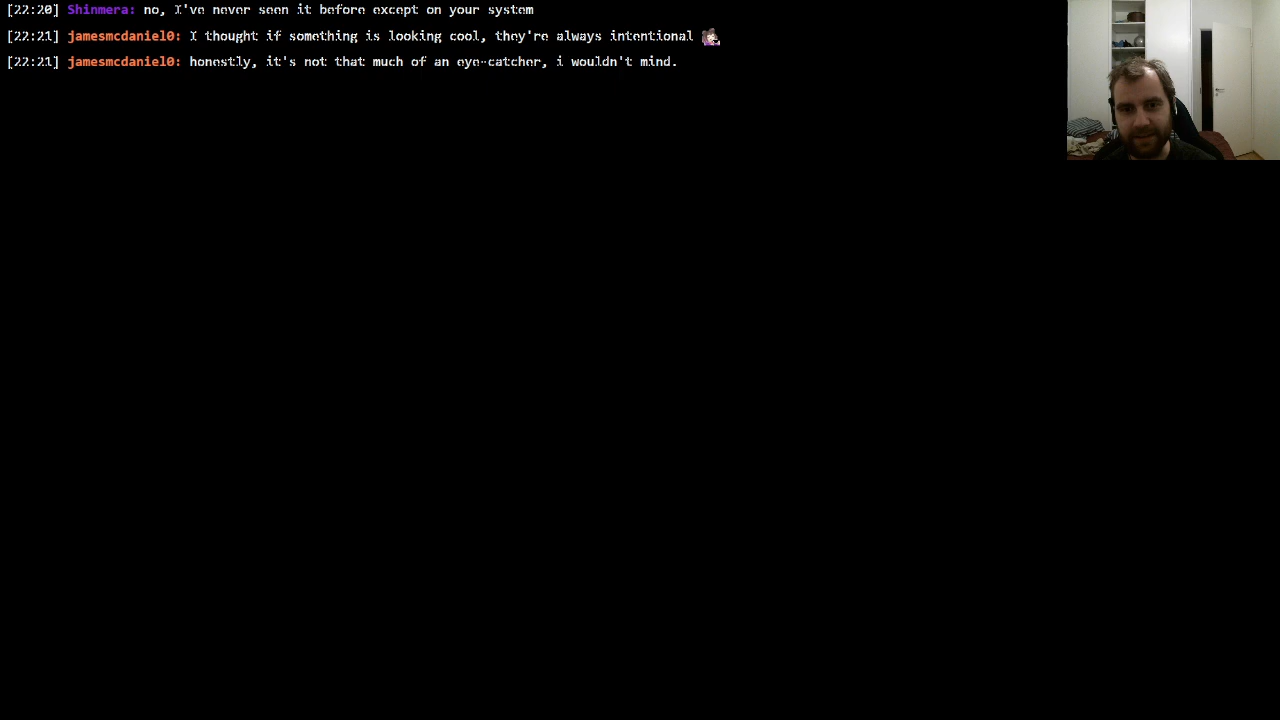 [22:20] Shinmera: no, I've never seen it before except on your system
[22:21] jamesmcdaniel0: I thought if something is looking cool, they're always intentional
[22:21] jamesmcdaniel0: honestly, it's not that much of an eye-catcher, i wouldn't mind.